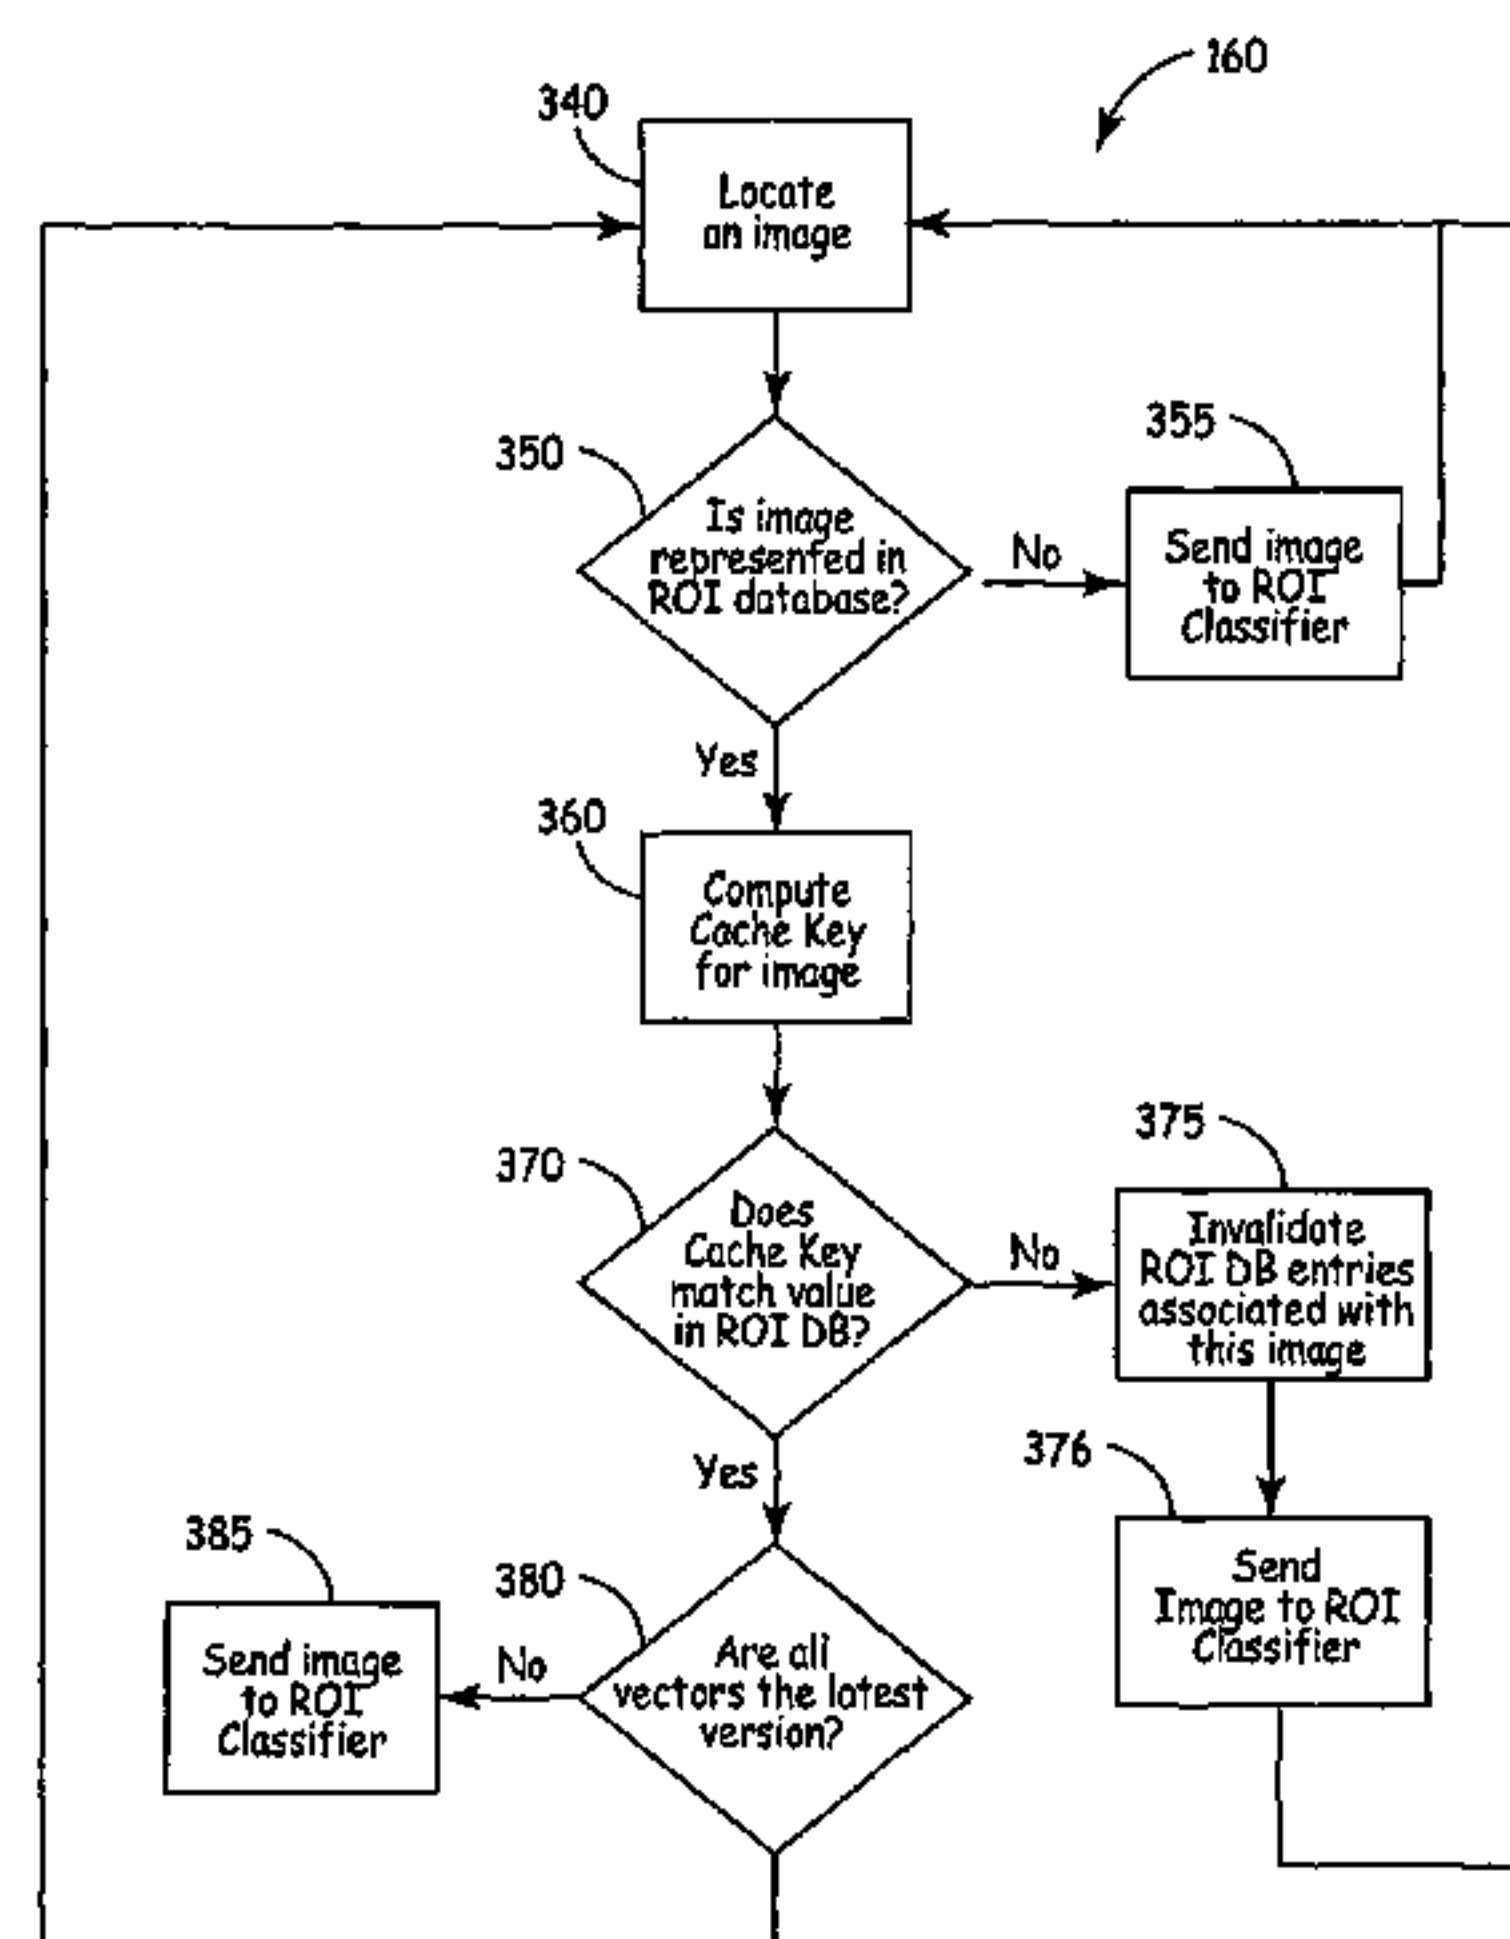 160
340
Locate
an image
350
Is image
represented in
ROI database?
No
355
Send image
to ROI
Classifier
Yes
360
Compute
Cache Key
for image
370
Does
Cache Key
match value
in ROI DB?
No
375
Invalidate
ROI DB entries
associated with
this image
376
Send
Image to ROI
Classifier
Yes
380
Are all
vectors the latest
version?
No
385
Send image
to ROI
Classifier